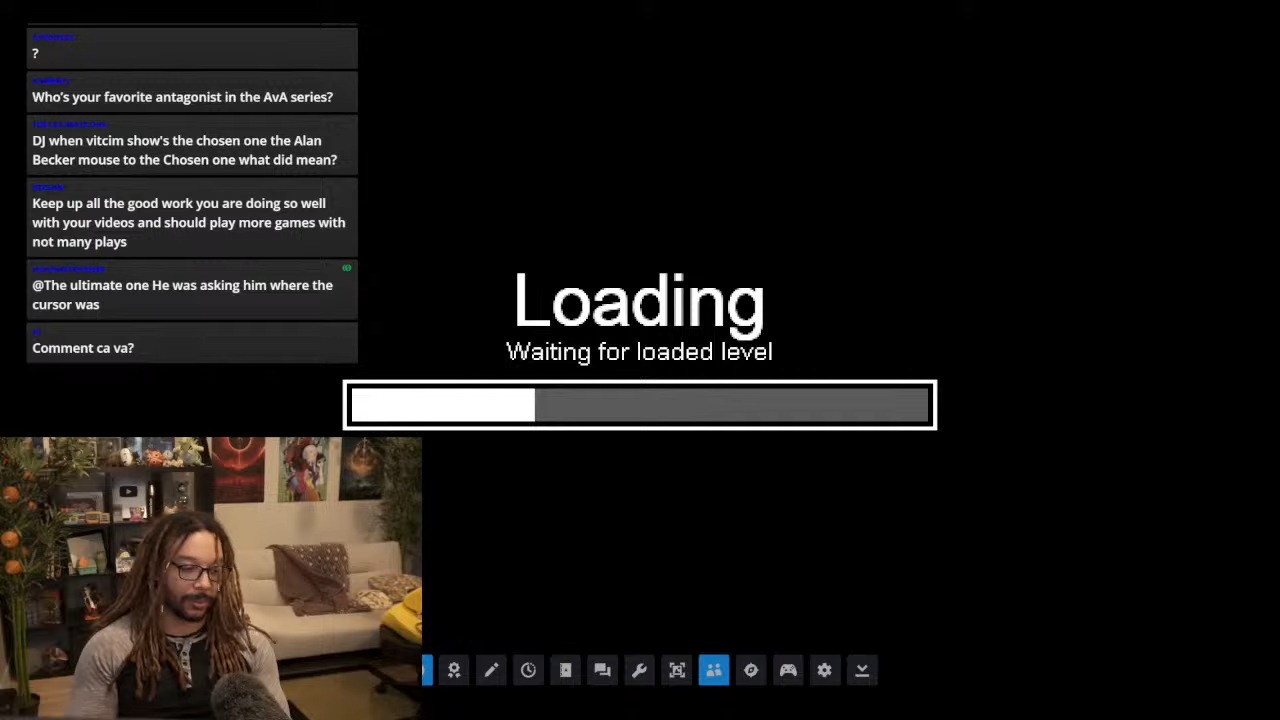 ?
Who's your favorite antagonist in the AvA series?
DJ when vitcim show's the chosen one the Alan
Becker mouse to the Chosen one what did mean?
Keep up all the good work you are doing so well
with your videos and should play more games with
not many plays
@The ultimate one He was asking him where the
cursor was
Comment ca va?
Loading
Waiting for loaded level